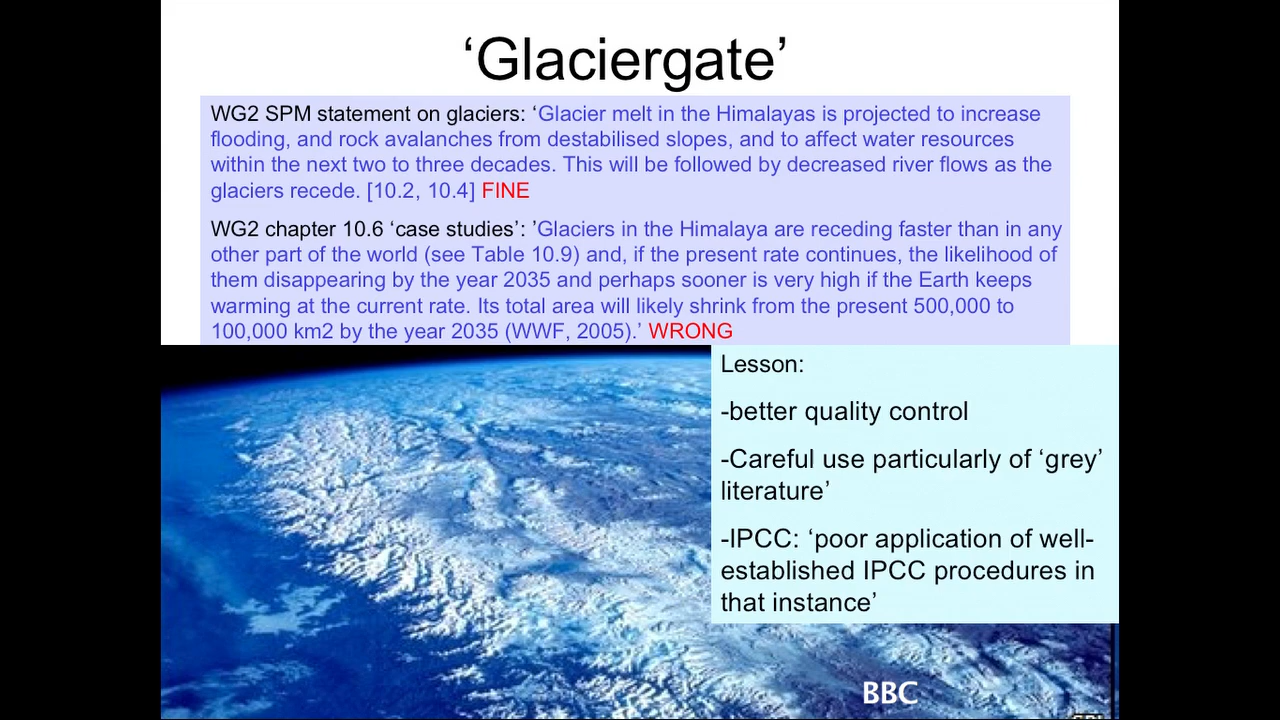 ‘Glaciergate’
WG2 SPM statement on glaciers: ‘Glacier melt in the Himalayas is projected to increase
flooding, and rock avalanches from destabilised slopes, and to affect water resources
within the next two to three decades. This will be followed by decreased river flows as the
glaciers recede. [10.2, 10.4] FINE
WG2 chapter 10.6 ‘case studies’: ’Glaciers in the Himalaya are receding faster than in any
other part of the world (see Table 10.9) and, if the present rate continues, the likelihood of
them disappearing by the year 2035 and perhaps sooner is very high if the Earth keeps
warming at the current rate. Its total area will likely shrink from the present 500,000 to
100,000 km2 by the year 2035 (WWF, 2005).’ WRONG
Lesson:
-better quality control
-Careful use particularly of ‘grey’
literature’
-IPCC: ‘poor application of well-
established IPCC procedures in
that instance’
BBC